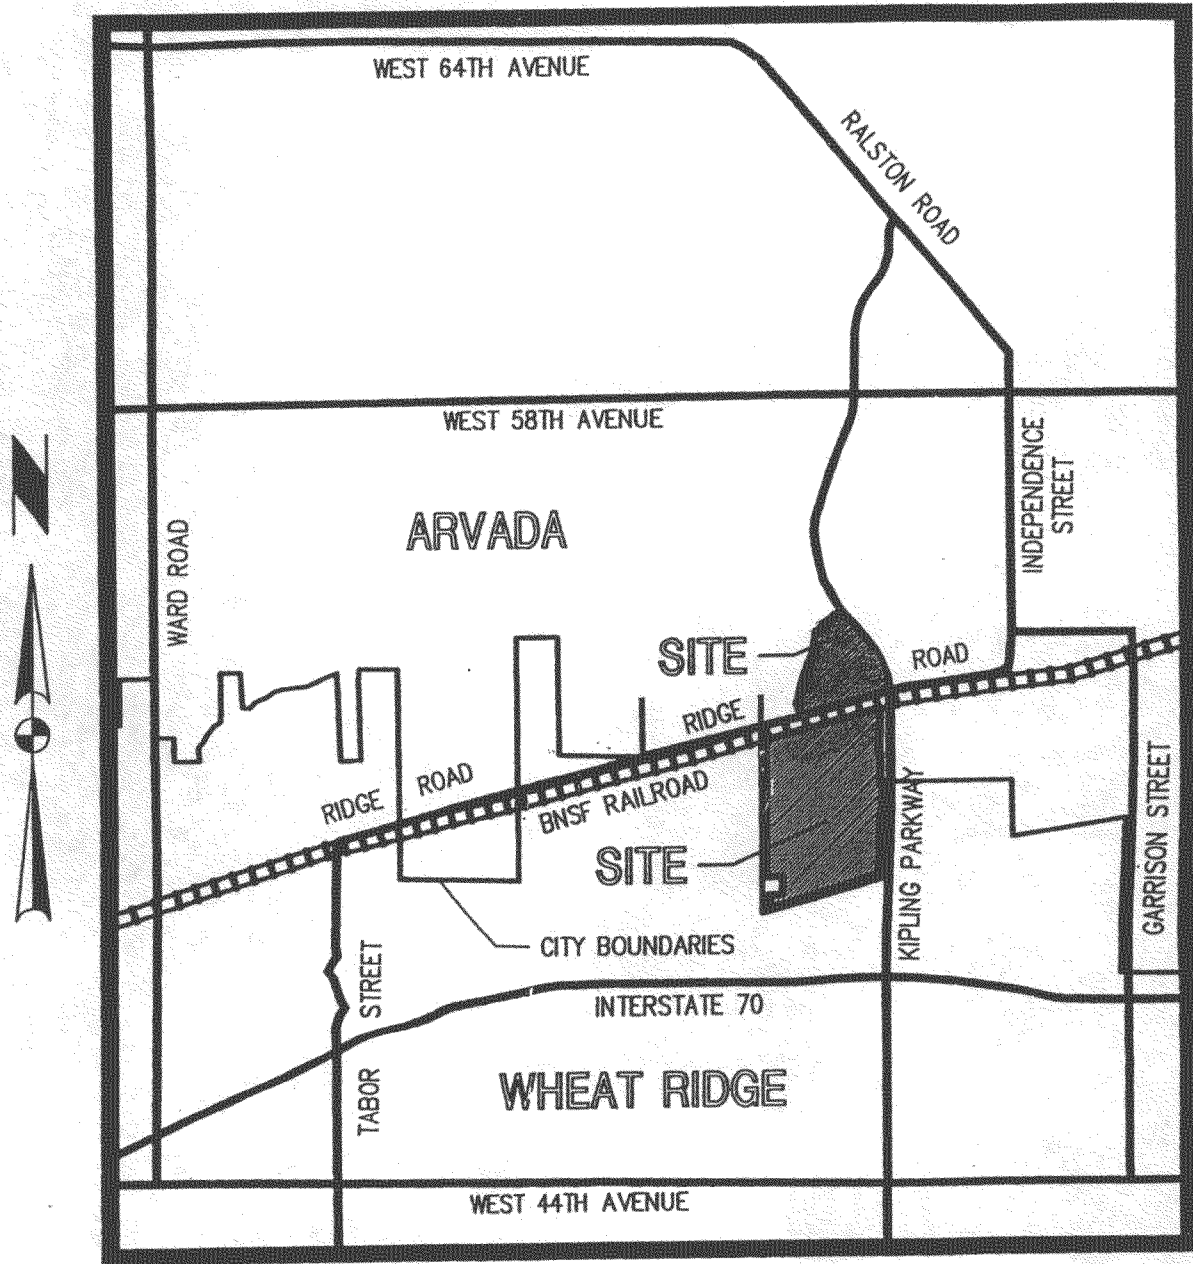 WEST 64TH AVENUE
RALSTON ROAD
WEST 58TH AVENUE
N
ARVADA
INDEPENDENCE
STREET
WARD ROAD
SITE
ROAD
RIDGE
ROAD
RIDGE
BNSF RAILROAD
SITE
KIPLING PARKWAY
GARRISON STREET
CITY BOUNDARIES
STREET
INTERSTATE 70
TABOR
WHEAT RIDGE
WEST 44TH AVENUE